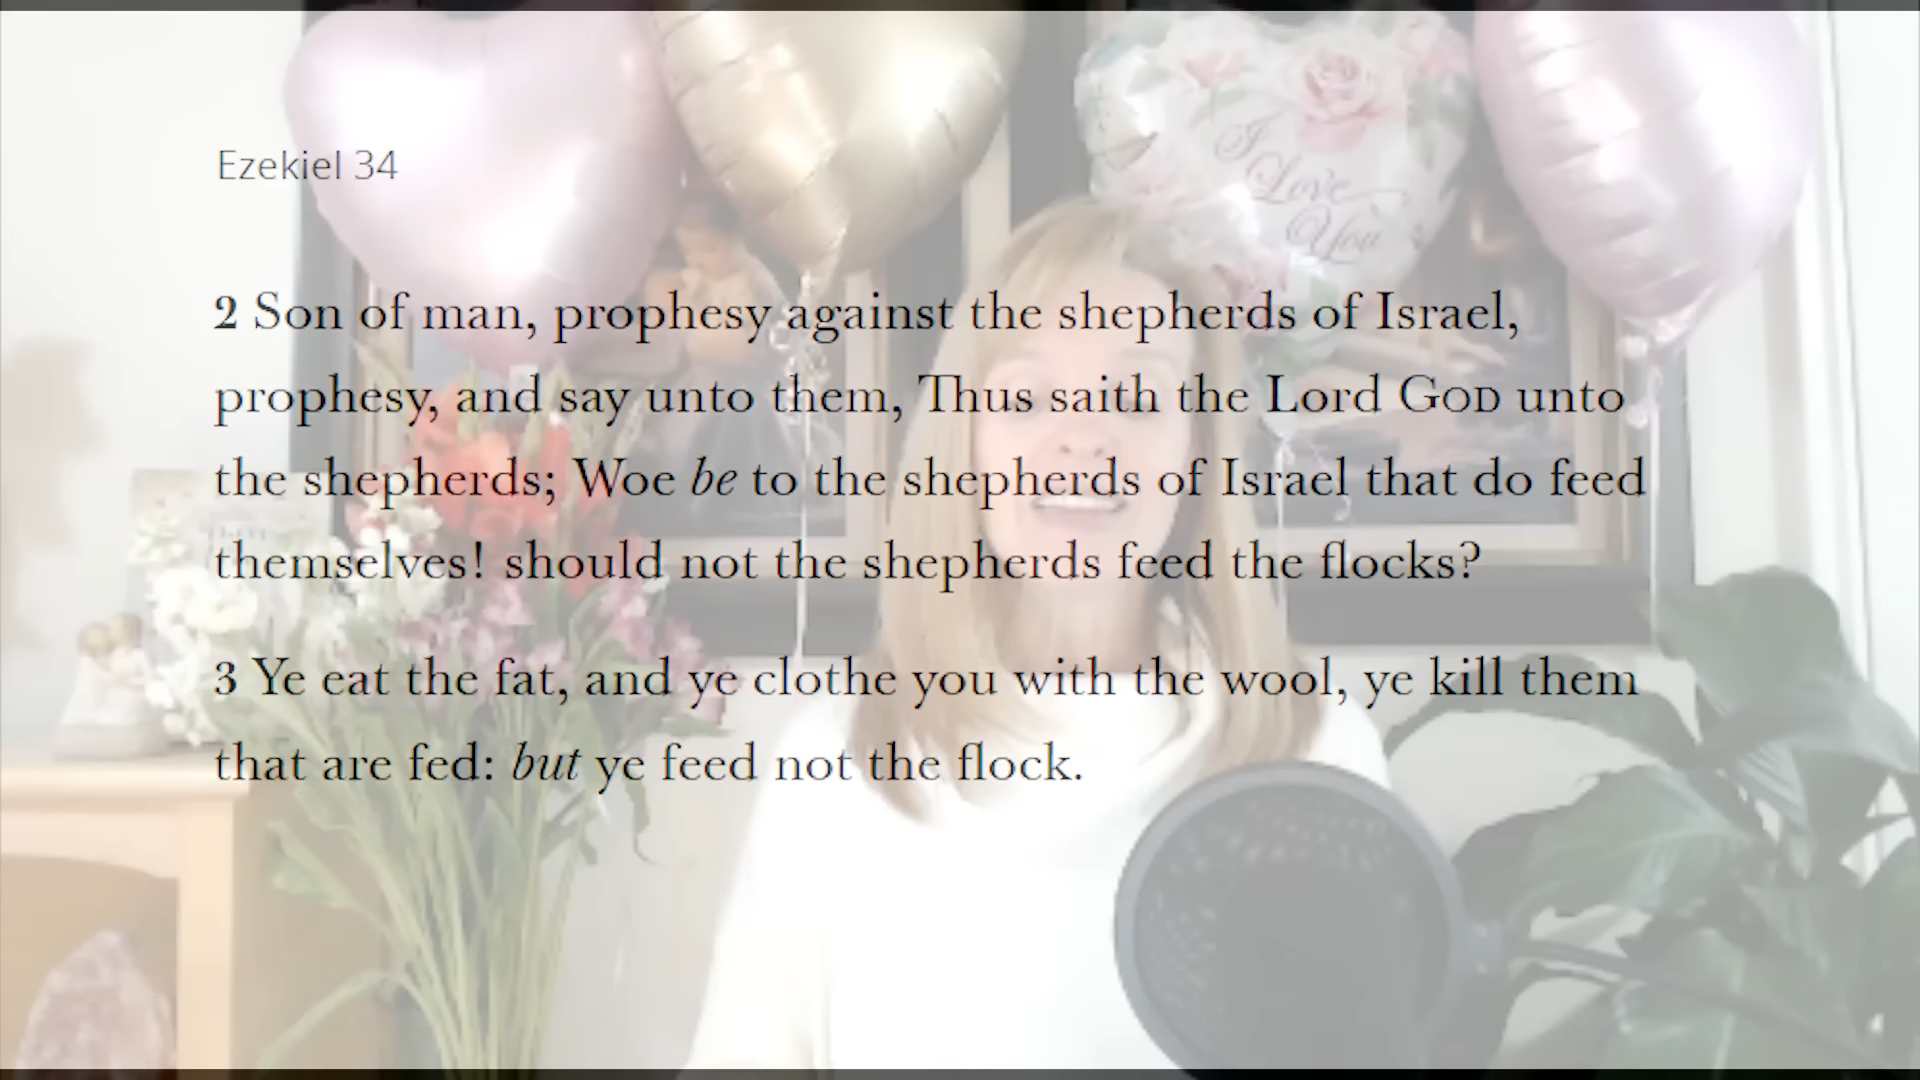 Ezekiel 34
I
Love
You
2 Son of man, prophesy against the shepherds of Israel,
prophesy, and say unto them, Thus saith the Lord GOD unto
the shepherds; Woe be to the shepherds of Israel that do feed
themselves! should not the shepherds feed the flocks?
3 Ye eat the fat, and ye clothe you with the wool, ye kill them
that are fed: but ye feed not the flock.